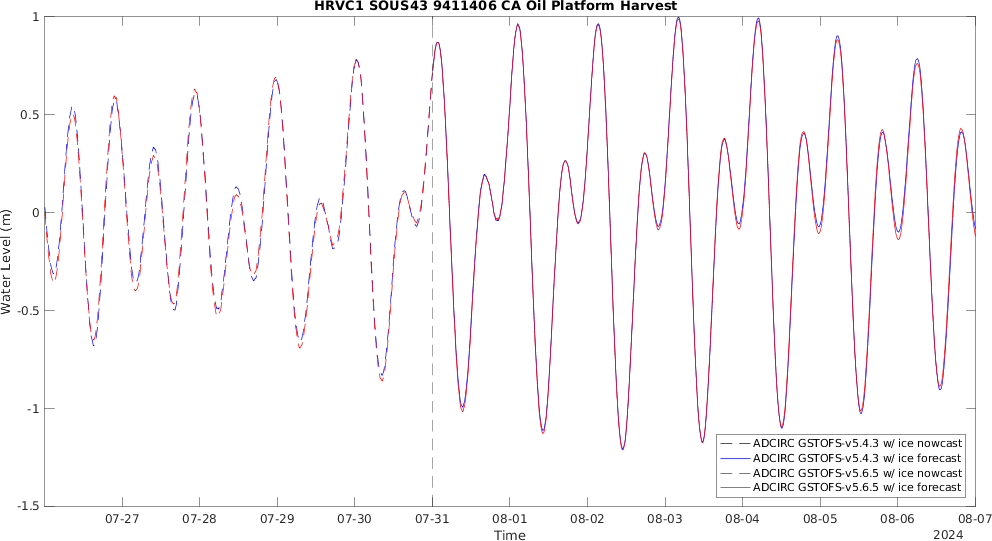 HRVC1 SOUS43 9411406 CA Oil Platform Harvest
1
0.5
0
-0.5
-1
-1.5
Water Level (m)
07-27 07-28 07-29 07-30 07-31 08-01 08-02 08-03 08-04 08-05 08-06 08-07
Time
2024
ADCIRC GSTOFS-v5.4.3 w/ ice nowcast
ADCIRC GSTOFS-v5.4.3 w/ ice forecast
ADCIRC GSTOFS-v5.6.5 w/ ice nowcast
ADCIRC GSTOFS-v5.6.5 w/ ice forecast